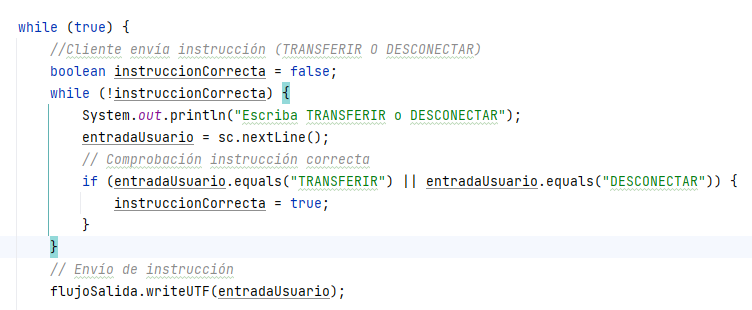 while (true) {
//Cliente envía instrucción (TRANSFERIR O DESCONECTAR)
boolean instruccionCorrecta = false;
while (!instruccionCorrecta) {
System.out.println("Escriba TRANSFERIR o DESCONECTAR");
entradaUsuario = sc.nextLine();
// Comprobación instrucción correcta
if (entradaUsuario.equals("TRANSFERIR") || entradaUsuario.equals("DESCONECTAR")) {
instruccionCorrecta = true;
}
}
// Envío de instrucción
flujoSalida.writeUTF(entradaUsuario);